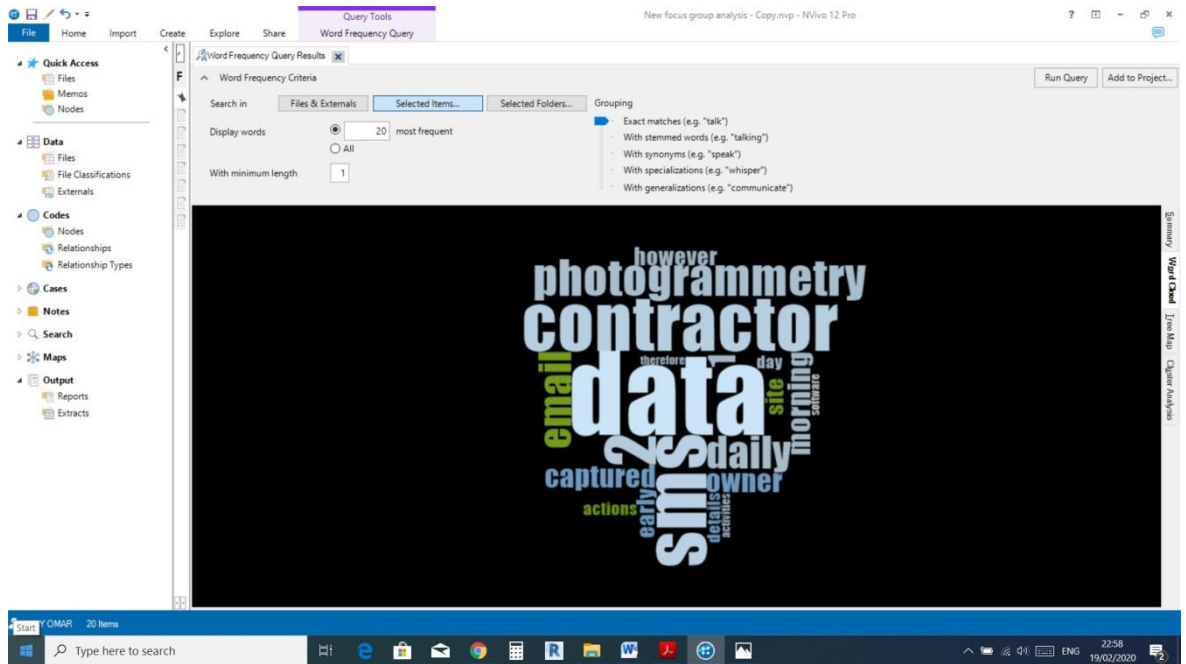 Query Tools
New focus group analysis - Copy.nvp - NVivo 12 Pro
File Home Import Create Explore Share Word Frequency Query
Quick Access
Files
Memos
Nodes
Data
Files
File Classifications
Externals
Codes
Nodes
Relationships
Relationship Types
Cases
Notes
Search
Maps
Output
Reports
Extracts
F
Word Frequency Query Results
Word Frequency Criteria
Run Query Add to Project...
Search in Files & Externals Selected Items... Selected Folders... Grouping
Exact matches (e.g. "talk")
Display words 20 most frequent
With stemmed words (e.g. "talking")
All
With synonyms (e.g. "speak")
With minimum length 1
With specializations (e.g. "whisper")
With generalizations (e.g. "communicate")
however
photogrammetry
contractor
therefore
1
day
email
data
site
morning
software
2
sms
daily
captured
owner
actions
early
details
activities
Summary
Word Cloud
Tree Map
Cluster Analysis
Y OMAR 20 Items
Start
Type here to search
ENG
22:58
19/02/2020
2